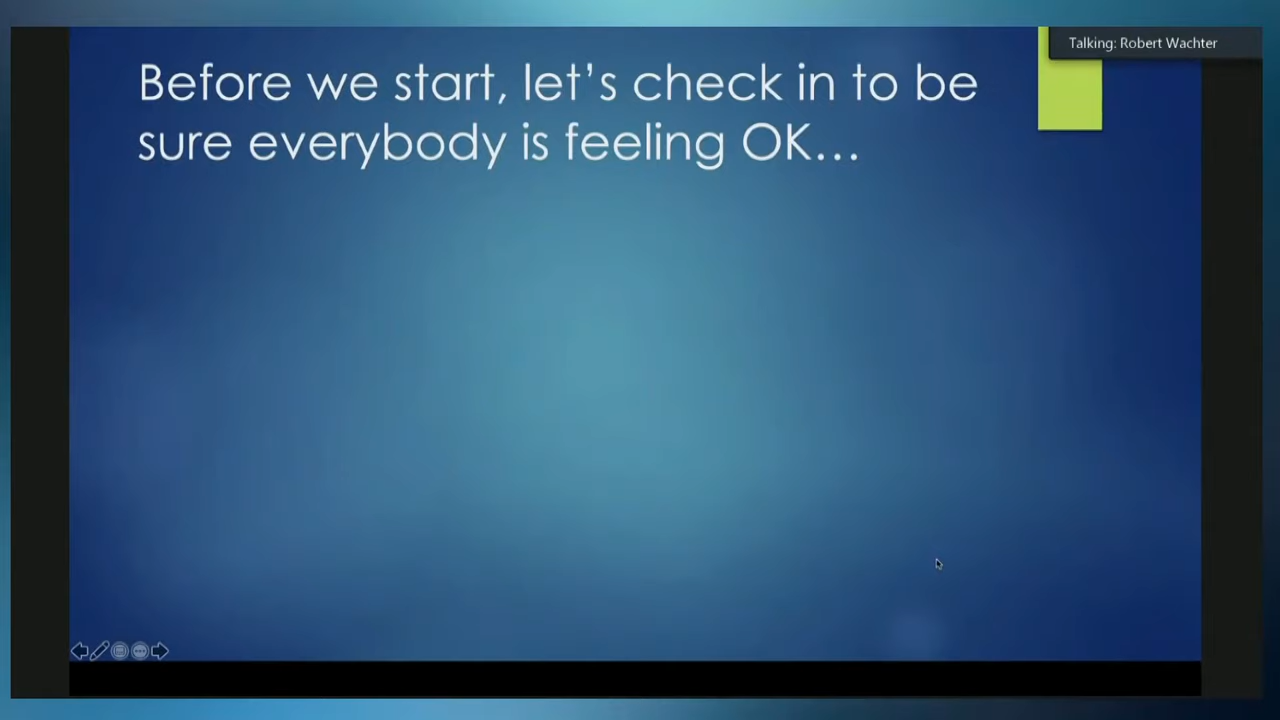 Talking: Robert Wachter
Before we start, let’s check in to be
sure everybody is feeling OK…